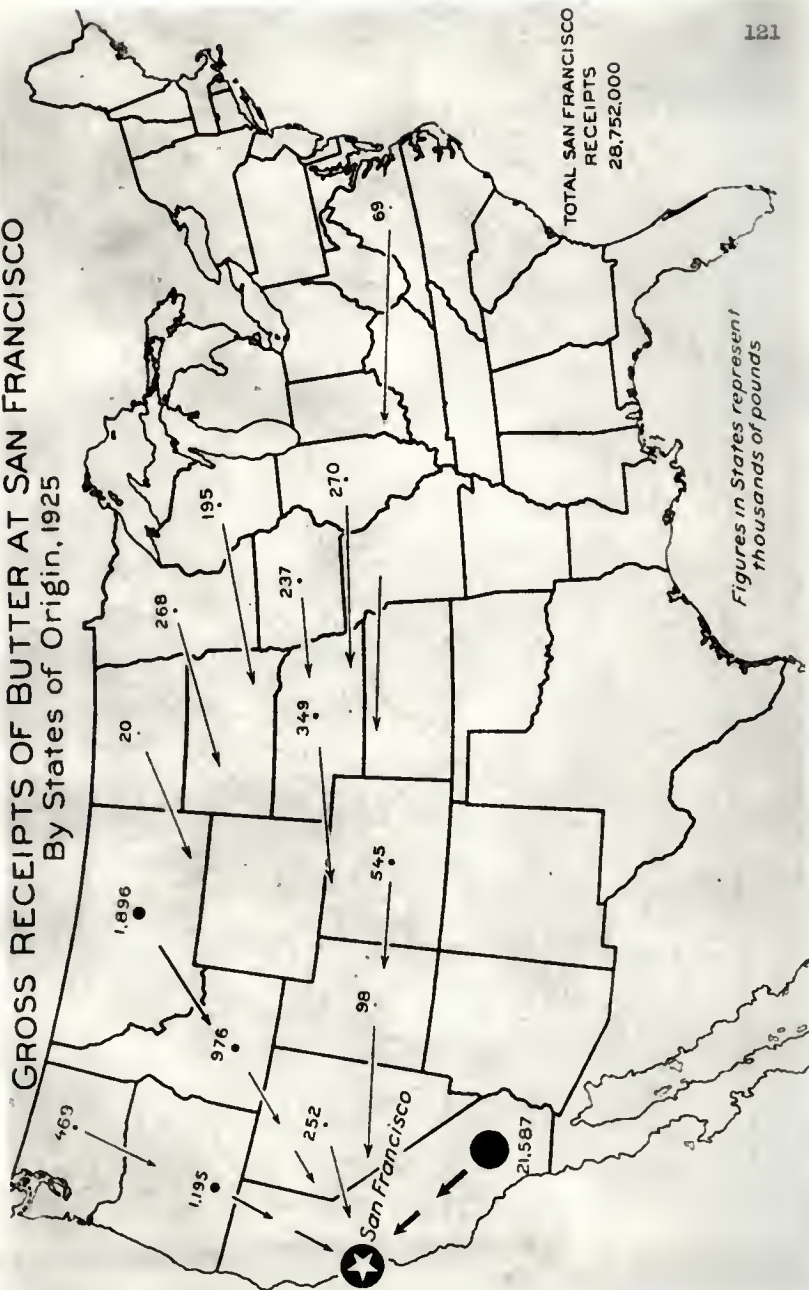 121
GROSS RECEIPTS OF BUTTER AT SAN FRANCISCO
By States of Origin, 1925
469
1,195
976
1,896
20
268
195
252
98
545
349
237
270
69
San Francisco
21,587
TOTAL SAN FRANCISCO
RECEIPTS
28,752,000
Figures in States represent
thousands of pounds